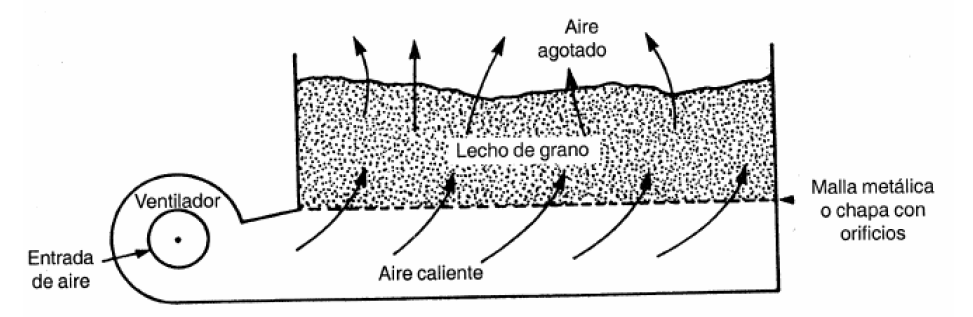 Aire
agotado
Lecho de grano
Ventilador
Malla metálica
o chapa con
orificios
Entrada
de aire
Aire caliente